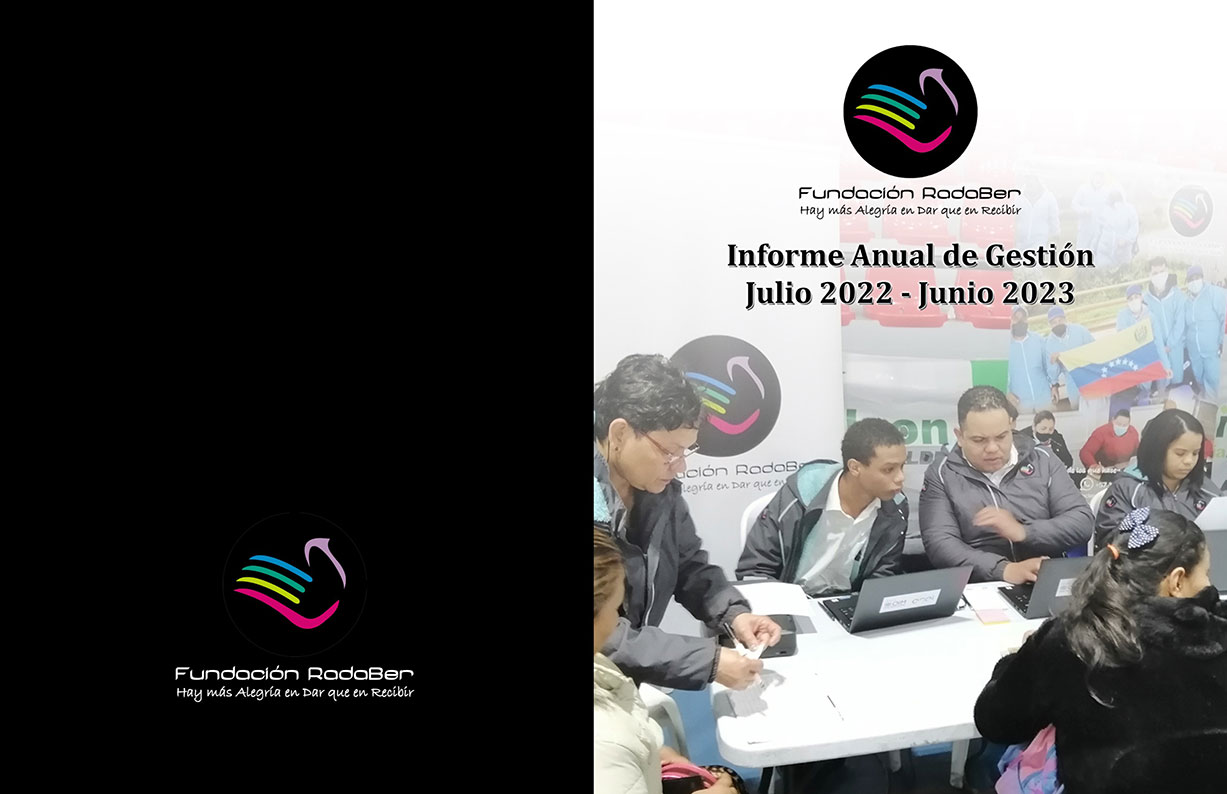 Fundación RadaBer
Hay más Alegría en Dar que en Recibir
Informe Anual de Gestión
Julio 2022 - Junio 2023
Fundación RadaBer
Hay más Alegría en Dar que en Recibir